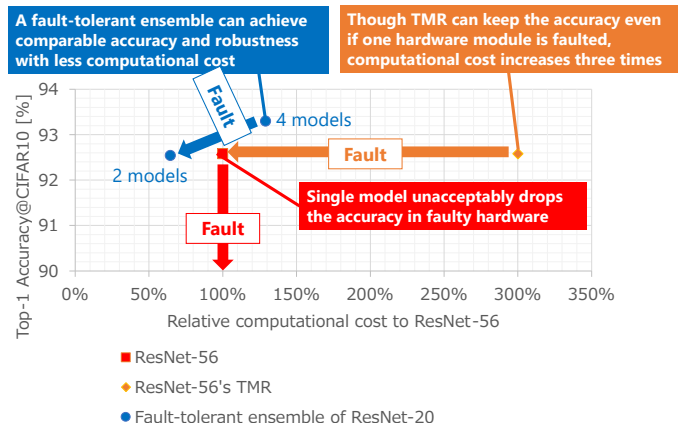 A fault-tolerant ensemble can achieve
comparable accuracy and robustness
with less computational cost
Though TMR can keep the accuracy even
if one hardware module is faulted,
computational cost increases three times
Top-1 Accuracy@CIFAR10 [%]
94
93
92
91
90
Fault
4 models
2 models
Fault
Single model unacceptably drops
the accuracy in faulty hardware
Fault
0%
50%
100%
150%
200%
250%
300%
350%
Relative computational cost to ResNet-56
ResNet-56
ResNet-56's TMR
Fault-tolerant ensemble of ResNet-20